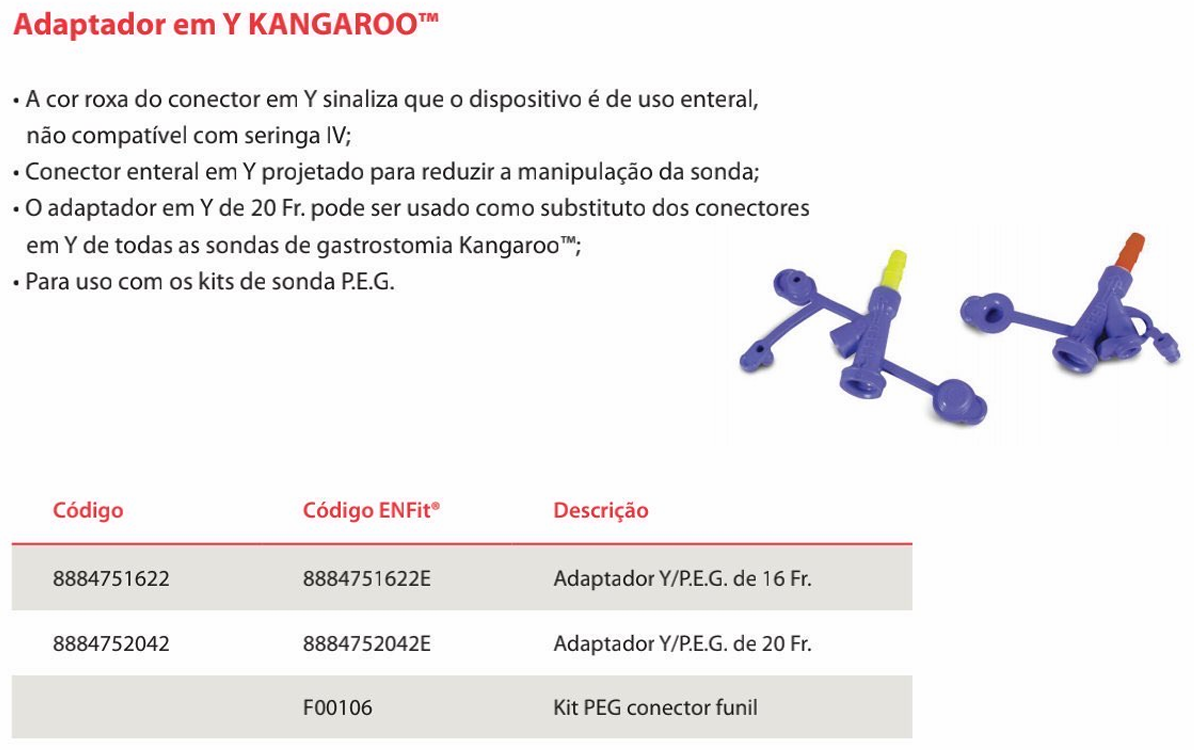 Adaptador em Y KANGAROO™
• A cor roxa do conector em Y sinaliza que o dispositivo é de uso enteral,
não compatível com seringa IV;
• Conector enteral em Y projetado para reduzir a manipulação da sonda;
• O adaptador em Y de 20 Fr. pode ser usado como substituto dos conectores
em Y de todas as sondas de gastrostomia Kangaroo™;
• Para uso com os kits de sonda P.E.G.
Código Código ENFit® Descrição
8884751622 8884751622E Adaptador Y/P.E.G. de 16 Fr.
8884752042 8884752042E Adaptador Y/P.E.G. de 20 Fr.
F00106 Kit PEG conector funil